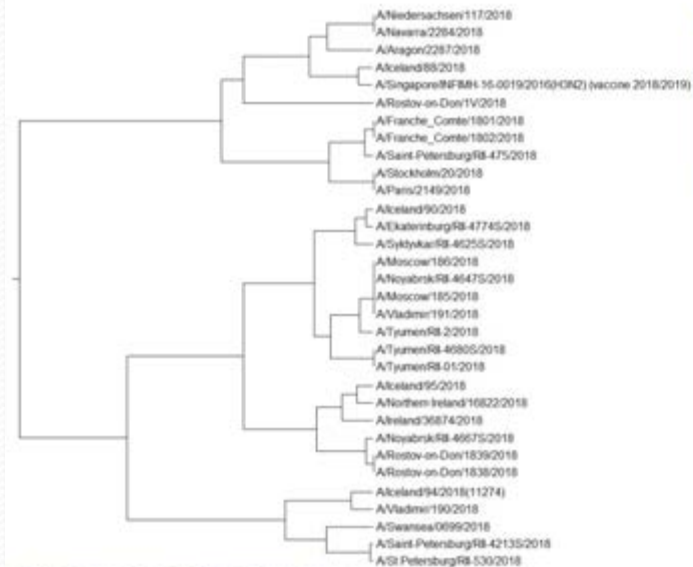 A/Niedersachsen/117/2018
A/Navarra/2284/2018
A/Aragon/2287/2018
A/Iceland/88/2018
A/Singapore/INFIMH-16-0019/2016(H3N2) (vaccine 2018/2019)
A/Rostov-on-Don/1V/2018
A/Franche_Comte/1801/2018
A/Franche_Comte/1802/2018
A/Saint-Petersburg/RII-475/2018
A/Stockholm/20/2018
A/Paris/2149/2018
A/Iceland/90/2018
A/Ekaterinburg/RII-4774S/2018
A/Syktyvkar/RII-4625S/2018
A/Moscow/186/2018
A/Noyabrsk/RII-4647S/2018
A/Moscow/185/2018
A/Vladimir/191/2018
A/Tyumen/RII-2/2018
A/Tyumen/RII-4680S/2018
A/Tyumen/RII-01/2018
A/Iceland/95/2018
A/Northern Ireland/16822/2018
A/Ireland/36874/2018
A/Noyabrsk/RII-4667S/2018
A/Rostov-on-Don/1839/2018
A/Rostov-on-Don/1838/2018
A/Iceland/94/2018(11274)
A/Vladimir/190/2018
A/Swansea/0699/2018
A/Saint-Petersburg/RII-4213S/2018
A/St.Petersburg/RII-530/2018